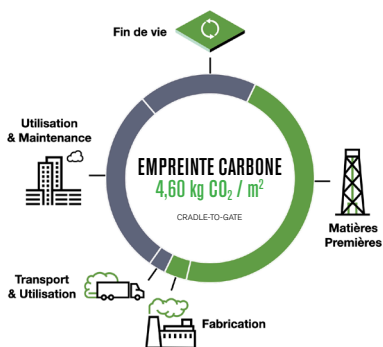 Fin de vie
Utilisation
& Maintenance
EMPREINTE CARBONE
4,60 kg CO₂ / m²
CRADLE-TO-GATE
Matières
Premières
Transport
& Utilisation
Fabrication